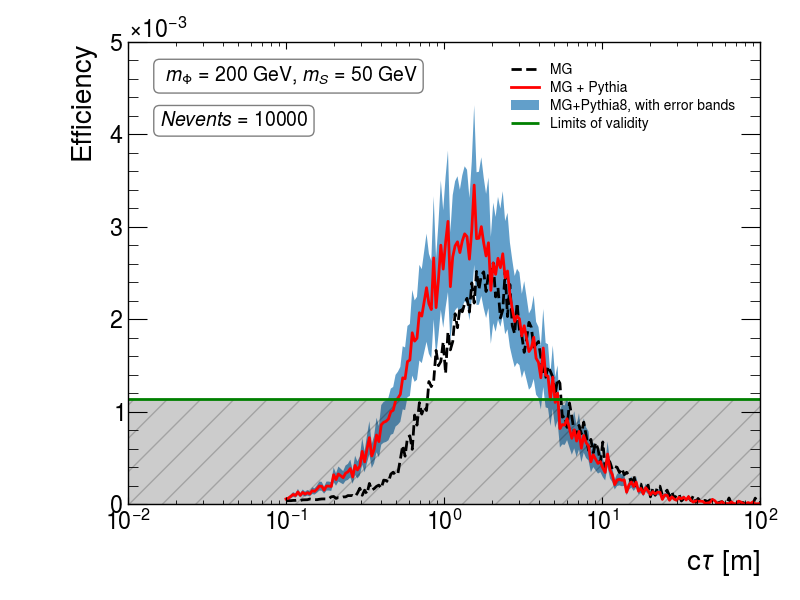 ×10⁻³
Efficiency
5
4
3
2
1
0
m_Φ = 200 GeV, m_S = 50 GeV
Nevents = 10000
MG
MG + Pythia
MG+Pythia8, with error bands
Limits of validity
10⁻² 10⁻¹ 10⁰ 10¹ 10²
cτ [m]